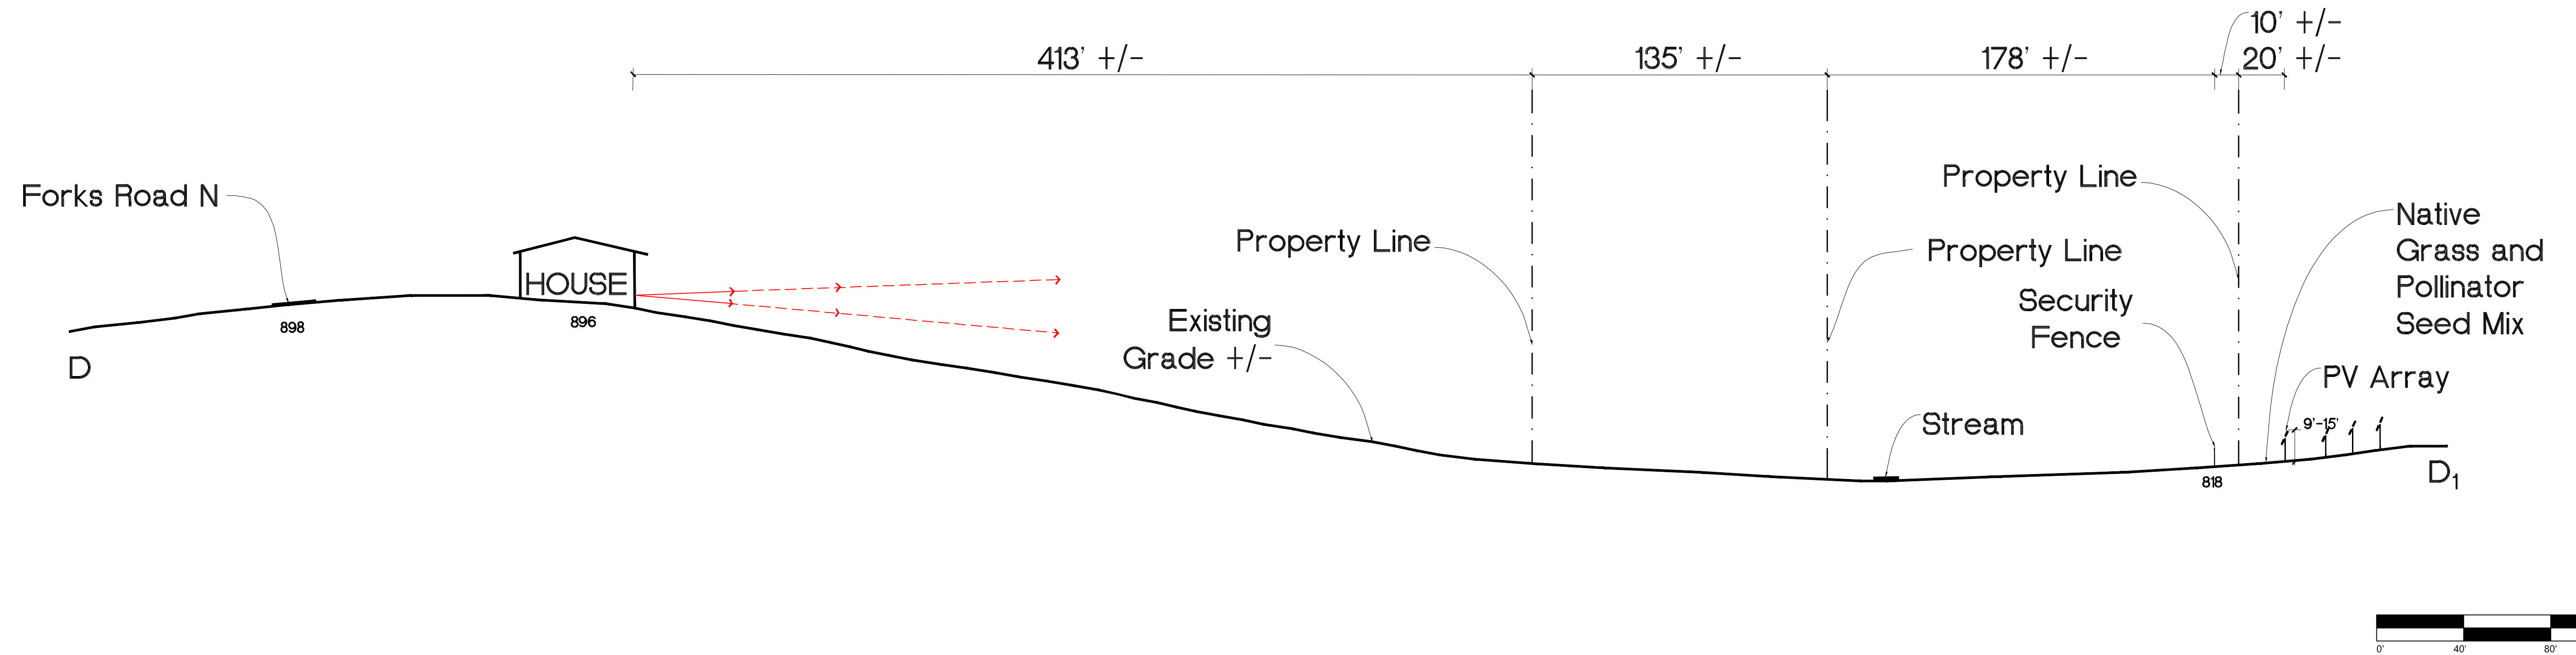 10' +/-
413' +/-
135' +/-
178' +/-
20' +/-
Forks Road N
Property Line
Property Line
Property Line
Native
Grass and
Pollinator
Seed Mix
HOUSE
Security
Fence
Existing
Grade +/-
898
896
D
PV Array
Stream
9'-15'
818
D1
0'
40'
80'